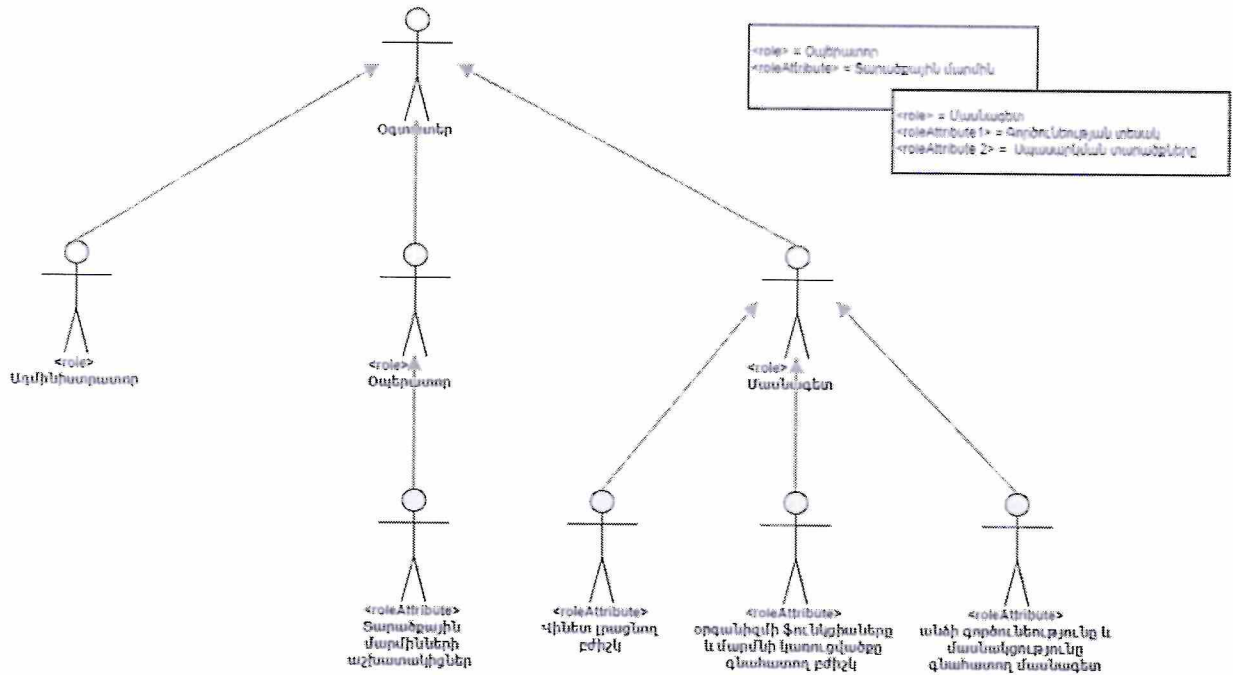 Օգտատեր
<role> = Օպերատոր
<roleAttribute> = Տարածքային մարմին
<role> = Մասնագետ
<roleAttribute1> = Գործունեության տեսակ
<roleAttribute 2> = Սպասարկման տարածքները
<role>
Ադմինիստրատոր
<role>
Օպերատոր
<role>
Մասնագետ
<roleAttribute>
Տարածքային
մարմինների
աշխատակիցներ
<roleAttribute>
Վինետ լրացնող
բժիշկ
<roleAttribute>
օրգանիզմի ֆունկցիաները
և մարմնի կառուցվածքը
գնահատող բժիշկ
<roleAttribute>
անձի գործունեությունը և
մասնակցությունը
գնահատող մասնագետ